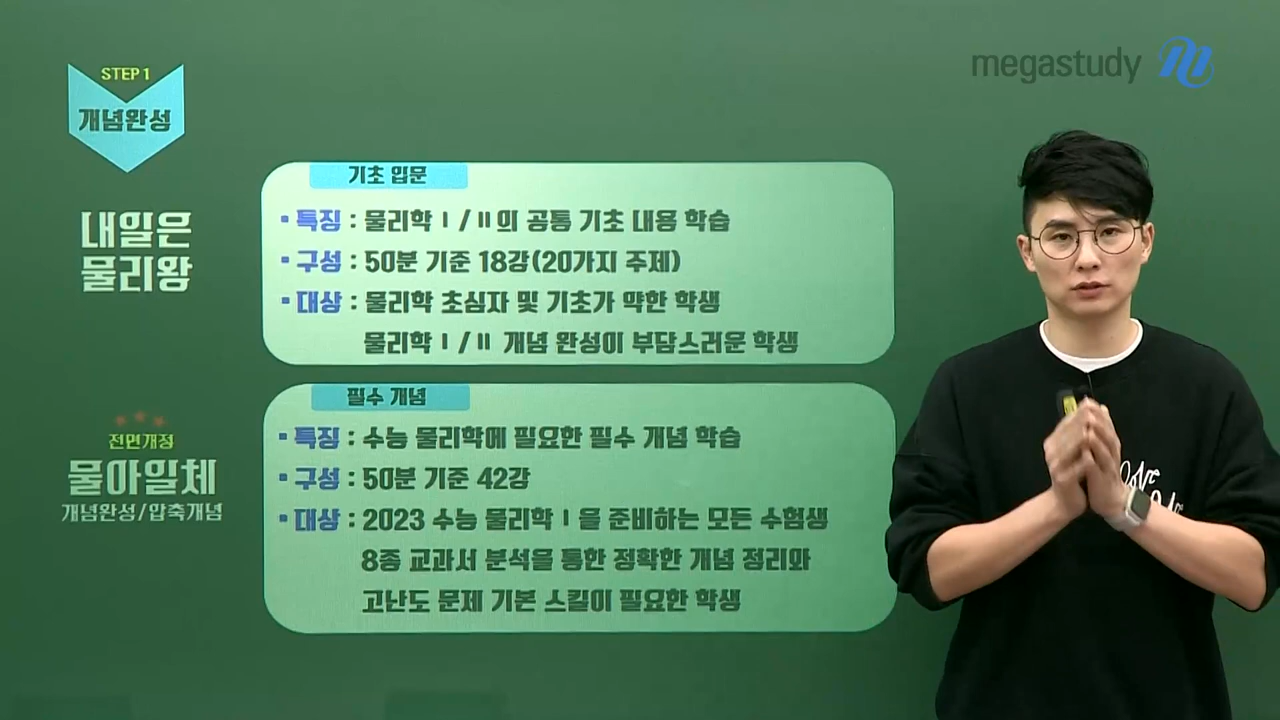 megastudy
STEP 1
개념완성
내일은
물리왕
기초 입문
▪ 특징 : 물리학Ⅰ/Ⅱ의 공통 기초 내용 학습
▪ 구성 : 50분 기준 18강(20가지 주제)
▪ 대상 : 물리학 초심자 및 기초가 약한 학생
물리학Ⅰ/Ⅱ 개념 완성이 부담스러운 학생
전면개정
물아일체
개념완성/압축개념
필수 개념
▪ 특징 : 수능 물리학에 필요한 필수 개념 학습
▪ 구성 : 50분 기준 42강
▪ 대상 : 2023 수능 물리학Ⅰ을 준비하는 모든 수험생
8종 교과서 분석을 통한 정확한 개념 정리와
고난도 문제 기본 스킬이 필요한 학생